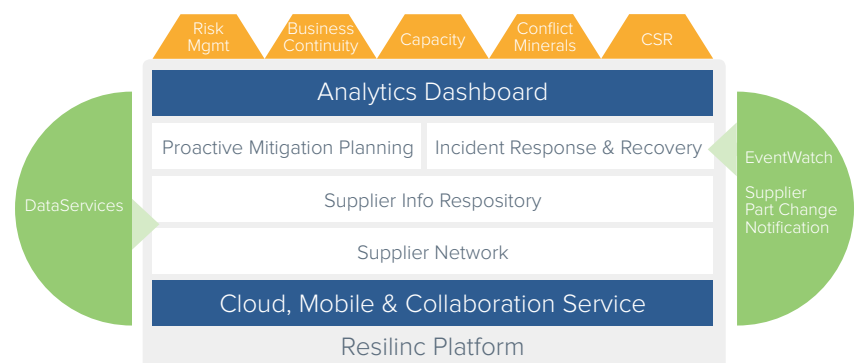 Risk
Mgmt
Business
Continuity
Capacity
Conflict
Minerals
CSR
Analytics Dashboard
Proactive Mitigation Planning
Incident Response & Recovery
EventWatch
DataServices
Supplier Info Respository
Supplier
Part Change
Notification
Supplier Network
Cloud, Mobile & Collaboration Service
Resilinc Platform